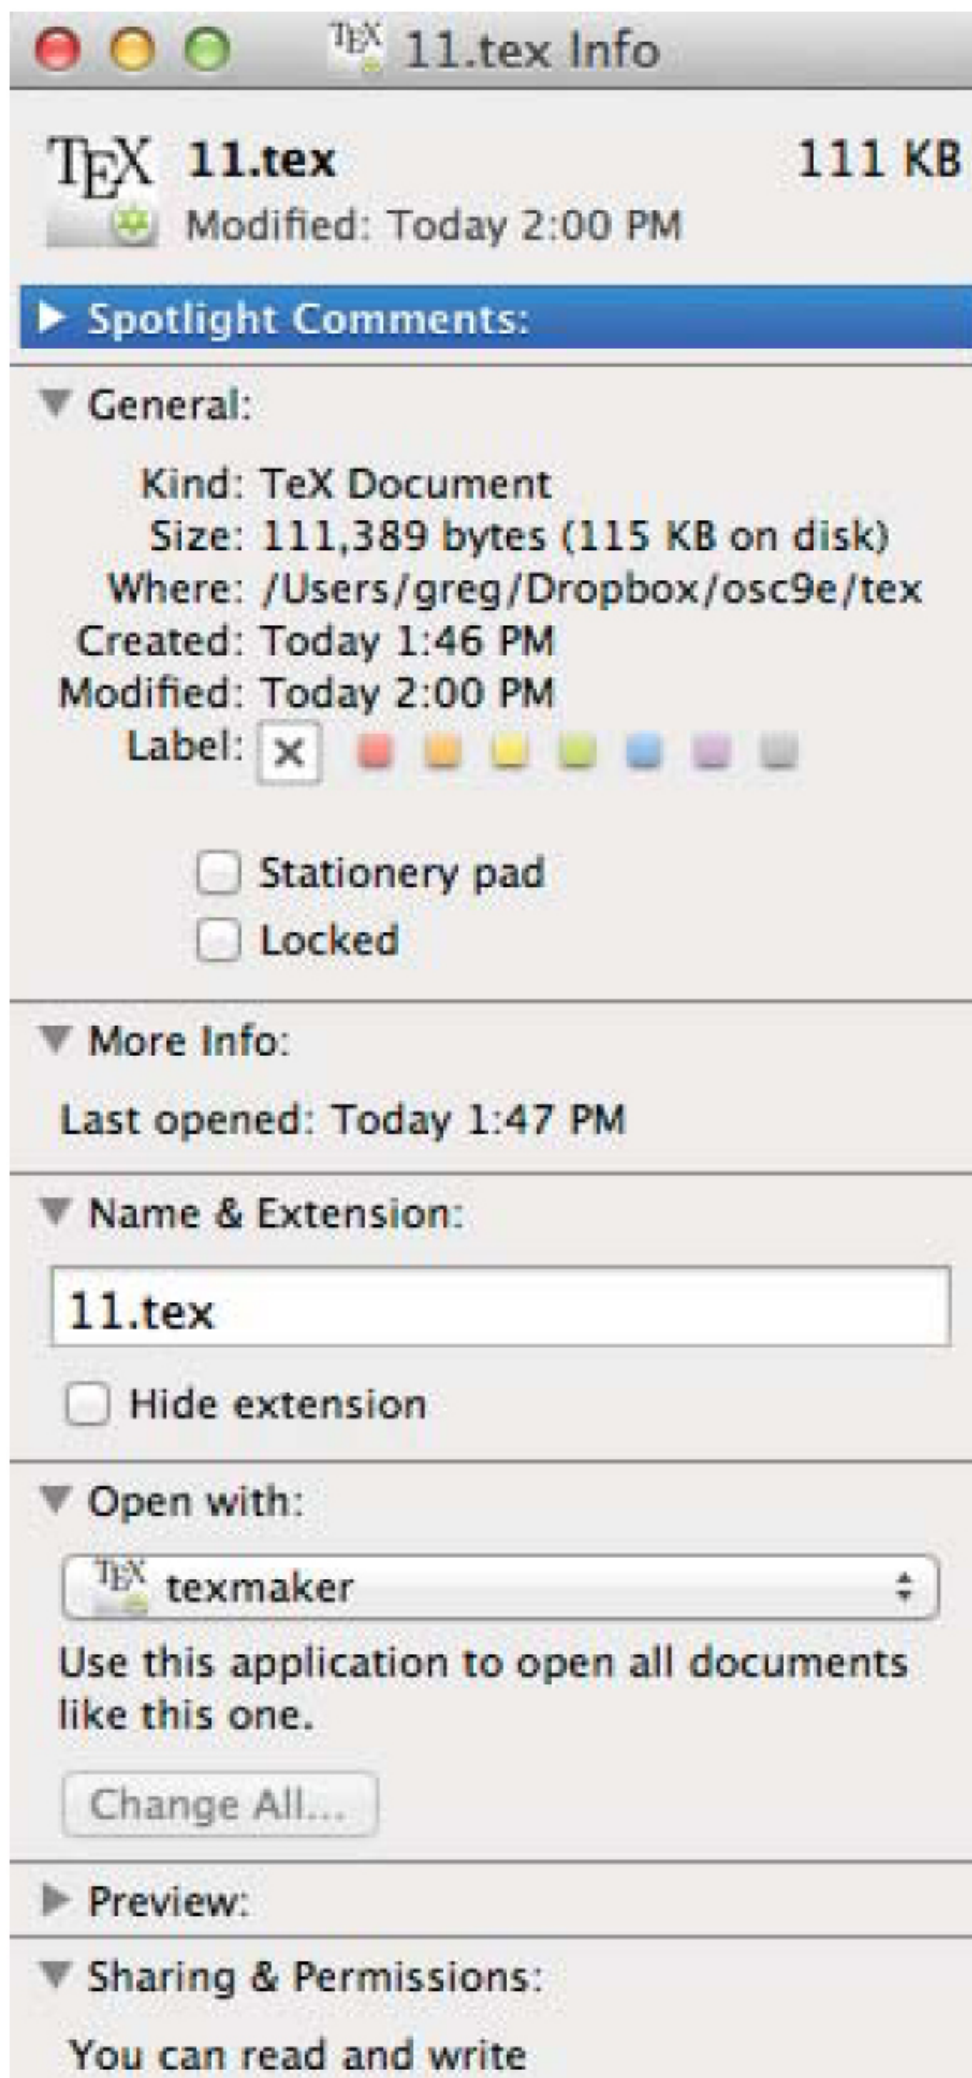 TEX 11.tex Info
TEX 11.tex 111 KB
Modified: Today 2:00 PM
Spotlight Comments:
General:
Kind: TeX Document
Size: 111,389 bytes (115 KB on disk)
Where: /Users/greg/Dropbox/osc9e/tex
Created: Today 1:46 PM
Modified: Today 2:00 PM
Label:
Stationery pad
Locked
More Info:
Last opened: Today 1:47 PM
Name & Extension:
11.tex
Hide extension
Open with:
TEX texmaker
Use this application to open all documents
like this one.
Change All...
Preview:
Sharing & Permissions:
You can read and write